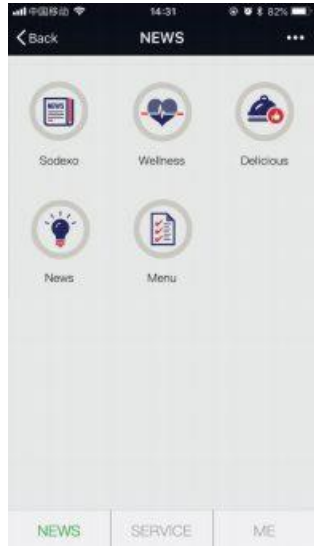 中国移动 14:31 82%
Back NEWS
NEWS
Sodexo Wellness Delicious
News Menu
NEWS SERVICE ME